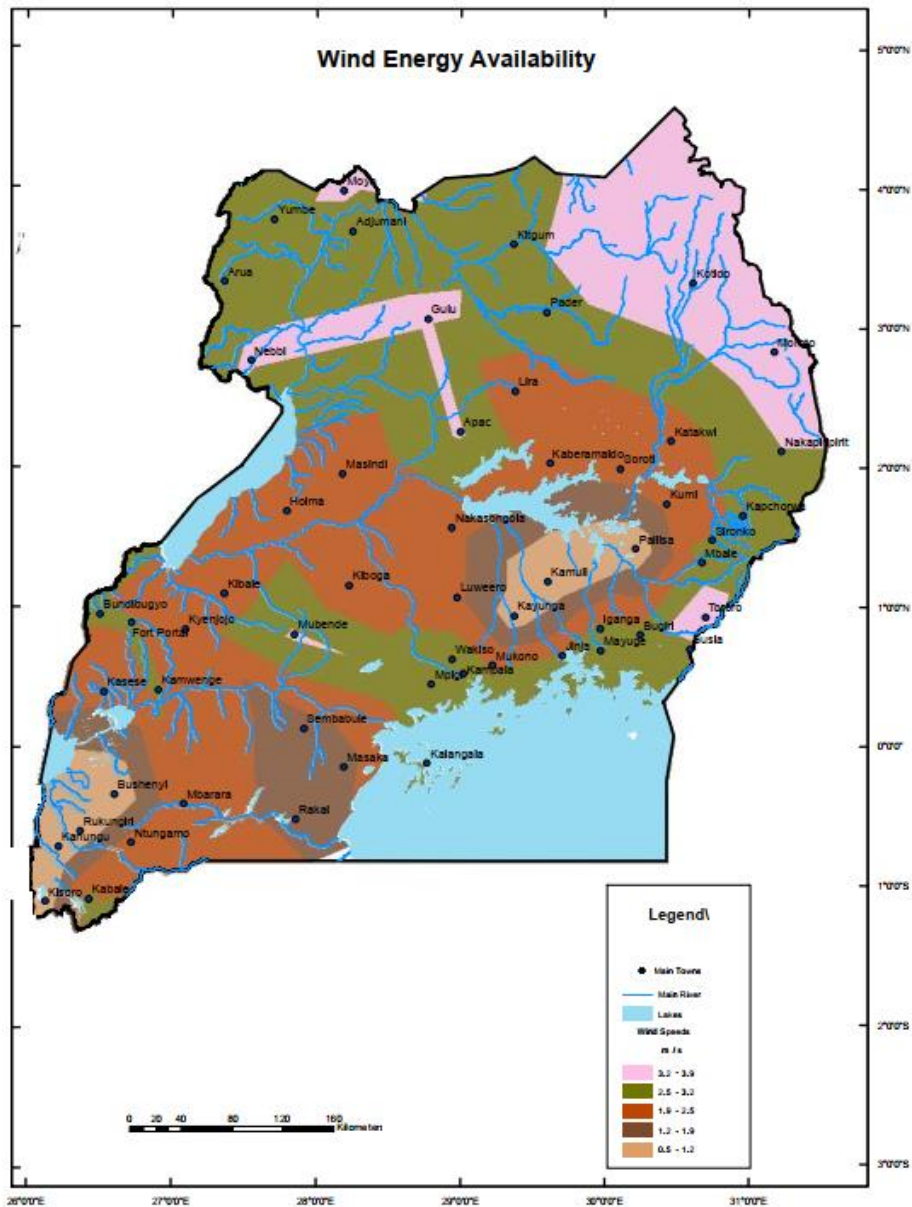 Wind Energy Availability
5°0'0"N
Moyo
4°0'0"N
Yumbe
Adjumani
Kitgum
Arua
Kotido
Pader
Gulu
3°0'0"N
Nebbi
Moroto
Lira
Apac
Katakwi
Nakapiripirit
Kaberamaido
Soroti
2°0'0"N
Masindi
Hoima
Kumi
Kapchorwa
Nakasongola
Sironko
Pallisa
Mbale
Kiboga
Kamuli
Kibale
Luweero
Bundibugyo
Kayunga
1°0'0"N
Fort Portal
Kyenjojo
Mubende
Iganga
Bugiri
Tororo
Busia
Wakiso
Mukono
Jinja
Mayuge
Mpigi
Kampala
Kasese
Kamwenge
Sembabule
0°0'0"
Masaka
Kalangala
Bushenyi
Mbarara
Rakai
Rukungiri
Kanungu
Ntungamo
Kisoro
Kabale
1°0'0"S
Legend\
Main Towns
Main River
Lakes
Wind Speeds
m /s
3.2 - 3.9
2.5 - 3.2
1.9 - 2.5
1.2 - 1.9
0.5 - 1.2
2°0'0"S
0 20 40 80 120 160
Kilometers
3°0'0"S
26°0'0"E 27°0'0"E 28°0'0"E 29°0'0"E 30°0'0"E 31°0'0"E